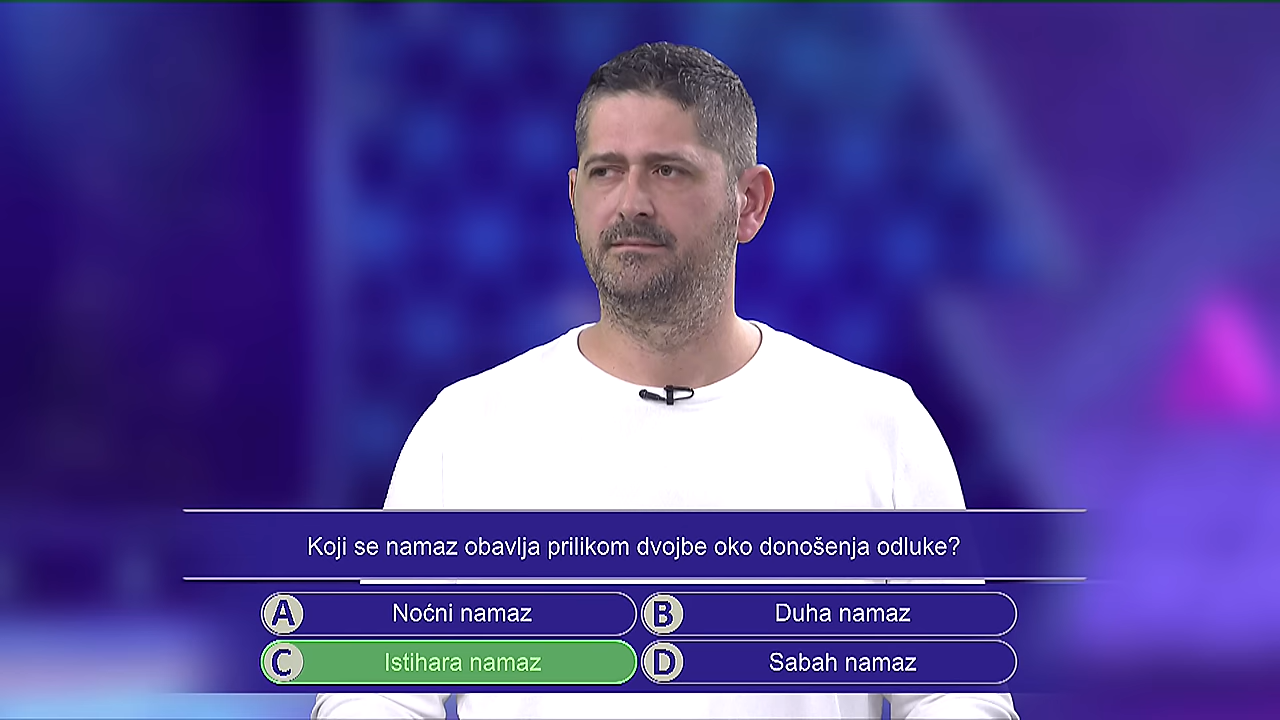 Koji se namaz obavlja prilikom dvojbe oko donošenja odluke?
A Noćni namaz
B Duha namaz
C Istihara namaz
D Sabah namaz